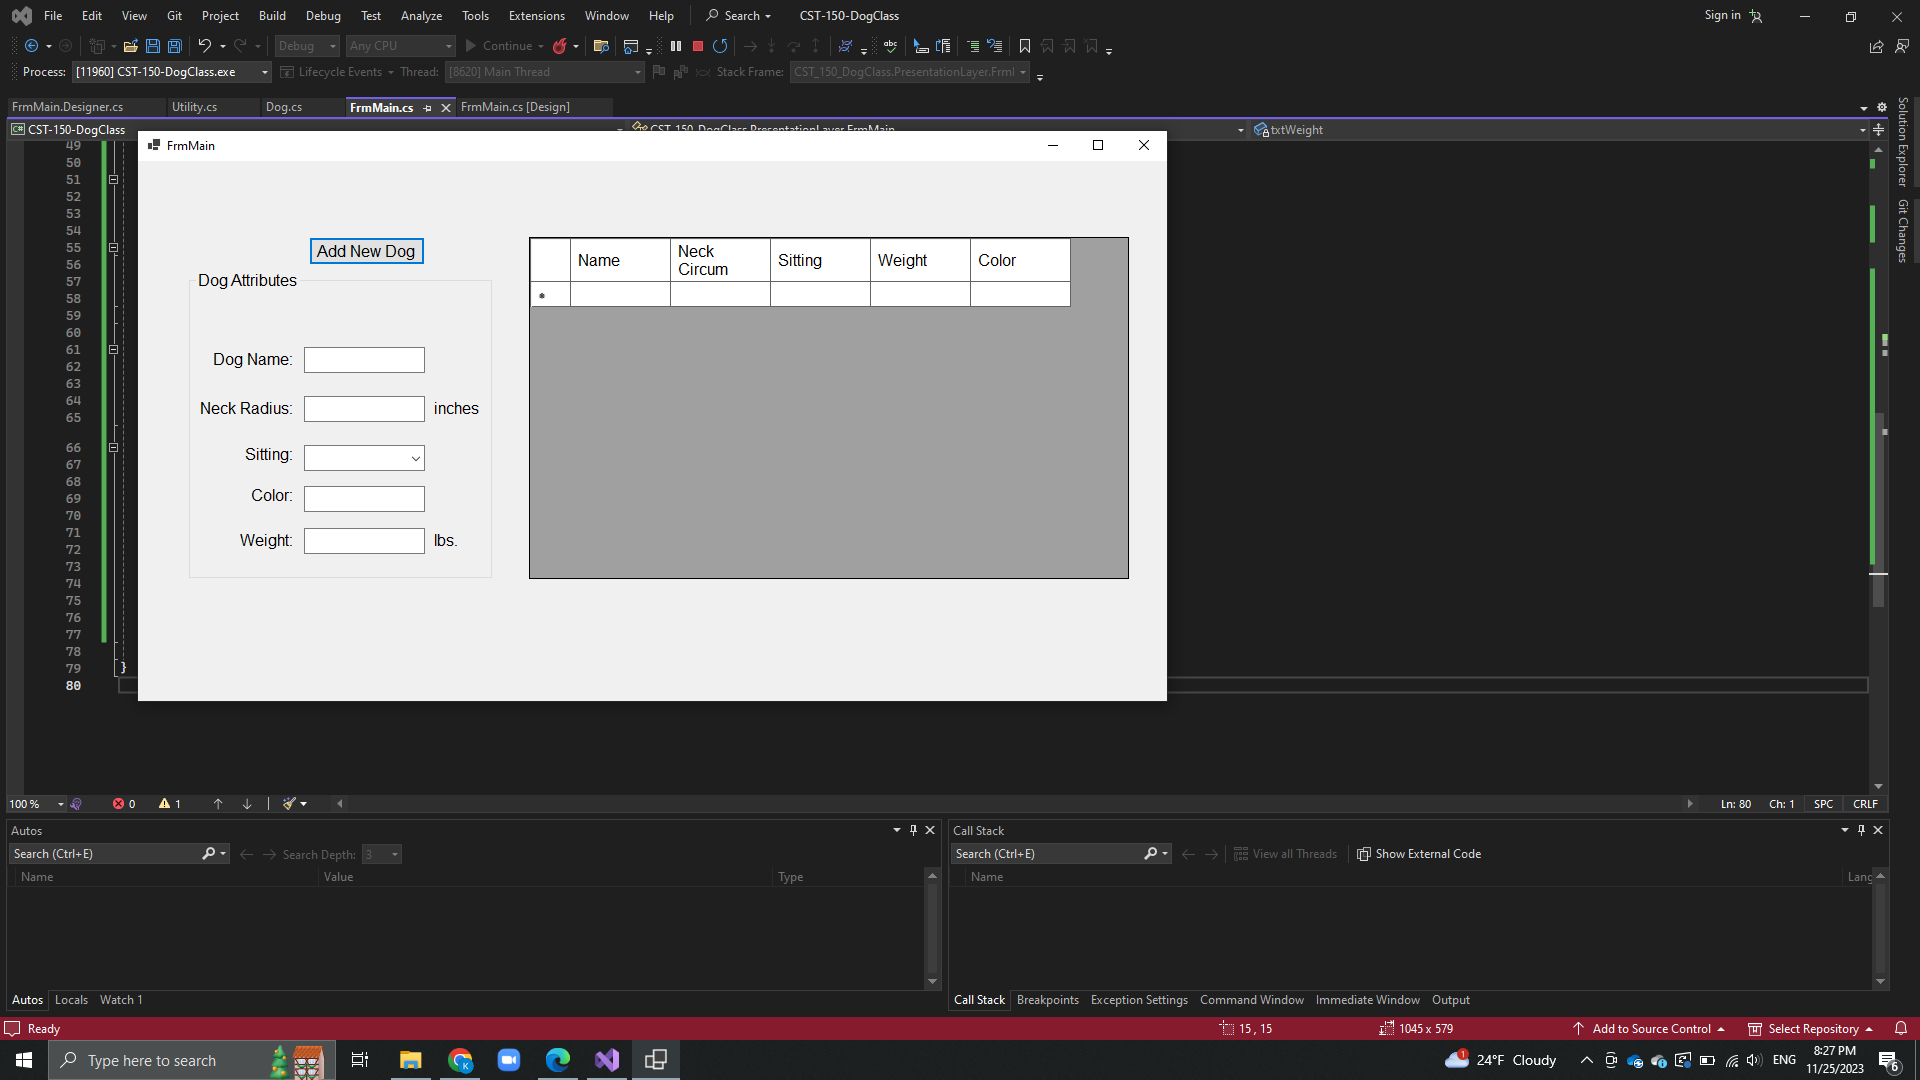 File Edit View Git Project Build Debug Test Analyze Tools Extensions Window Help Search CST-150-DogClass Sign in
Debug Any CPU Continue
Process: [11960] CST-150-DogClass.exe Lifecycle Events Thread: [8620] Main Thread Stack Frame: CST_150_DogClass.PresentationLayer.FrmI
FrmMain.Designer.cs Utility.cs Dog.cs FrmMain.cs FrmMain.cs [Design]
CST-150-DogClass CST_150_DogClass.PresentationLayer.FrmMain txtWeight
Solution Explorer
Git Changes
49
50
51
52
53
54
55
56
57
58
59
60
61
62
63
64
65
66
67
68
69
70
71
72
73
74
75
76
77
78
79 }
80
FrmMain
Add New Dog
Dog Attributes
Dog Name:
Neck Radius: inches
Sitting:
Color:
Weight: lbs.
Name Neck Circum Sitting Weight Color
*
100 % 0 1 Ln: 80 Ch: 1 SPC CRLF
Autos
Search (Ctrl+E) Search Depth: 3
Name Value Type
Autos Locals Watch 1
Call Stack
Search (Ctrl+E) View all Threads Show External Code
Name Lang
Call Stack Breakpoints Exception Settings Command Window Immediate Window Output
Ready 15 , 15 1045 x 579 Add to Source Control Select Repository
Type here to search 1 24°F Cloudy ENG 8:27 PM
11/25/2023 6